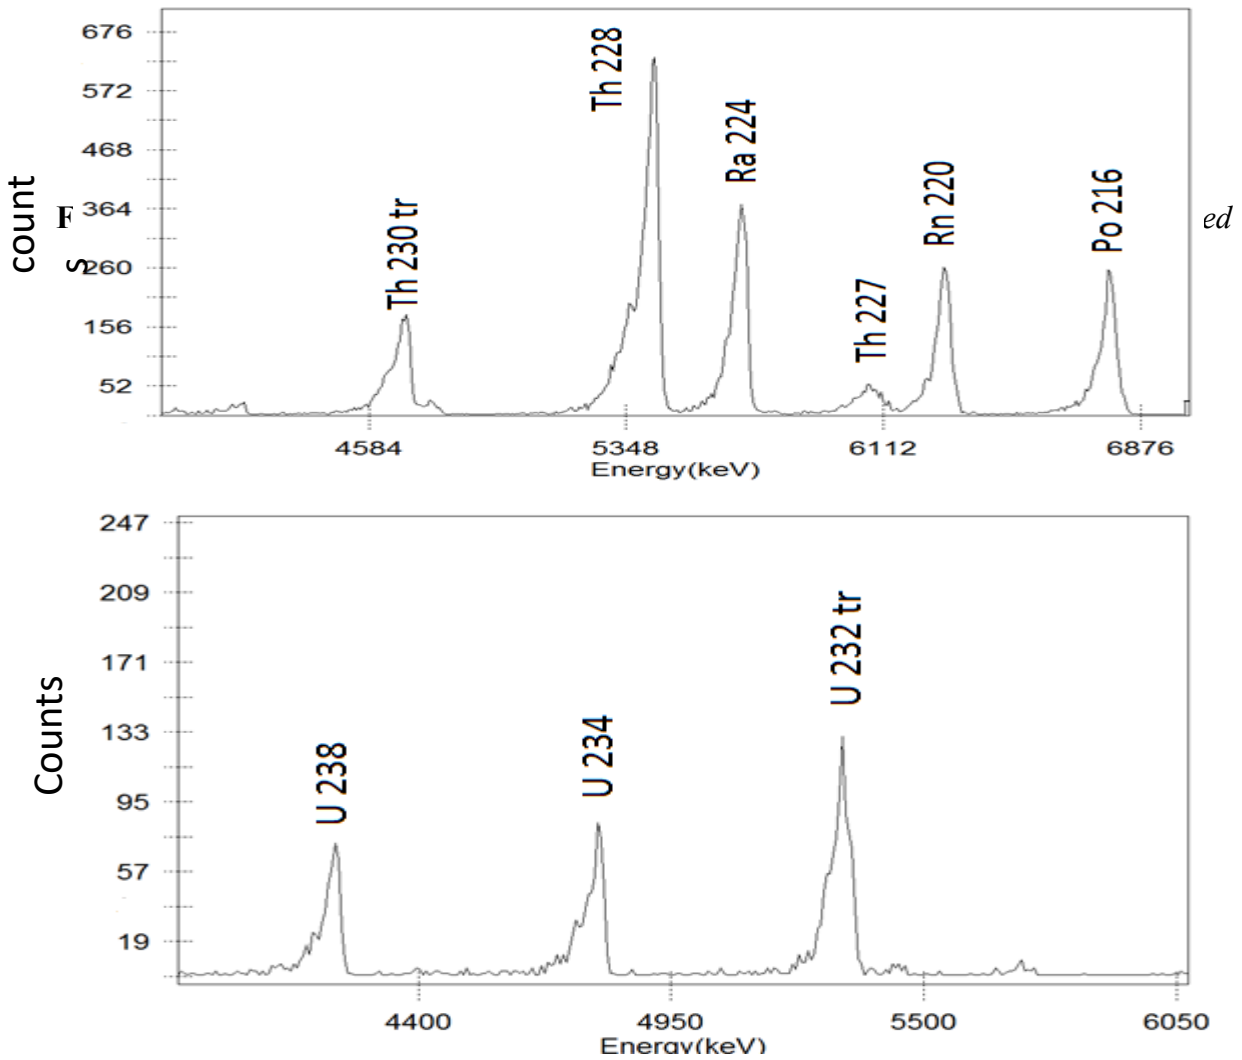 676
572
468
364
260
156
52
count
s
F
ed
Th 230 tr
Th 228
Ra 224
Th 227
Rn 220
Po 216
4584 5348 6112 6876
Energy(keV)
247
209
171
133
95
57
19
Counts
U 238
U 234
U 232 tr
4400 4950 5500 6050
Energy(keV)